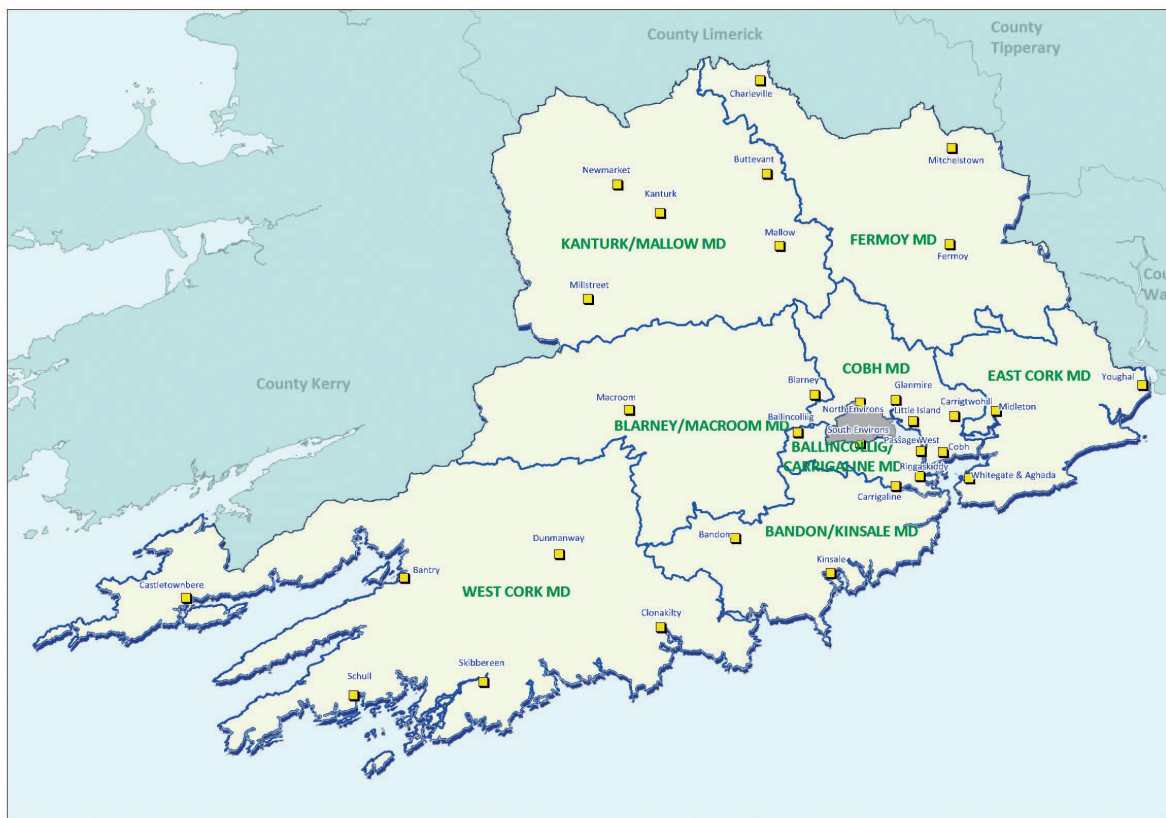 County Limerick
County
Tipperary
Charleville
Mitchelstown
Buttevant
Newmarket
Kanturk
Mallow
KANTURK/MALLOW MD
FERMOY MD
Fermoy
Cou
Wa
Millstreet
COBH MD
EAST CORK MD
County Kerry
Blarney
Glanmire
Youghal
Macroom
North Environs
Little Island
Carrigtwohill
Midleton
Ballincollig
BLARNEY/MACROOM MD
South Environs
Passage West
Cobh
BALLINCOLLIG/
CARRIGALINE MD
Ringaskiddy
Whitegate & Aghada
Carrigaline
BANDON/KINSALE MD
Bandon
Dunmanway
Kinsale
Bantry
Castletownbere
WEST CORK MD
Clonakilty
Skibbereen
Schull